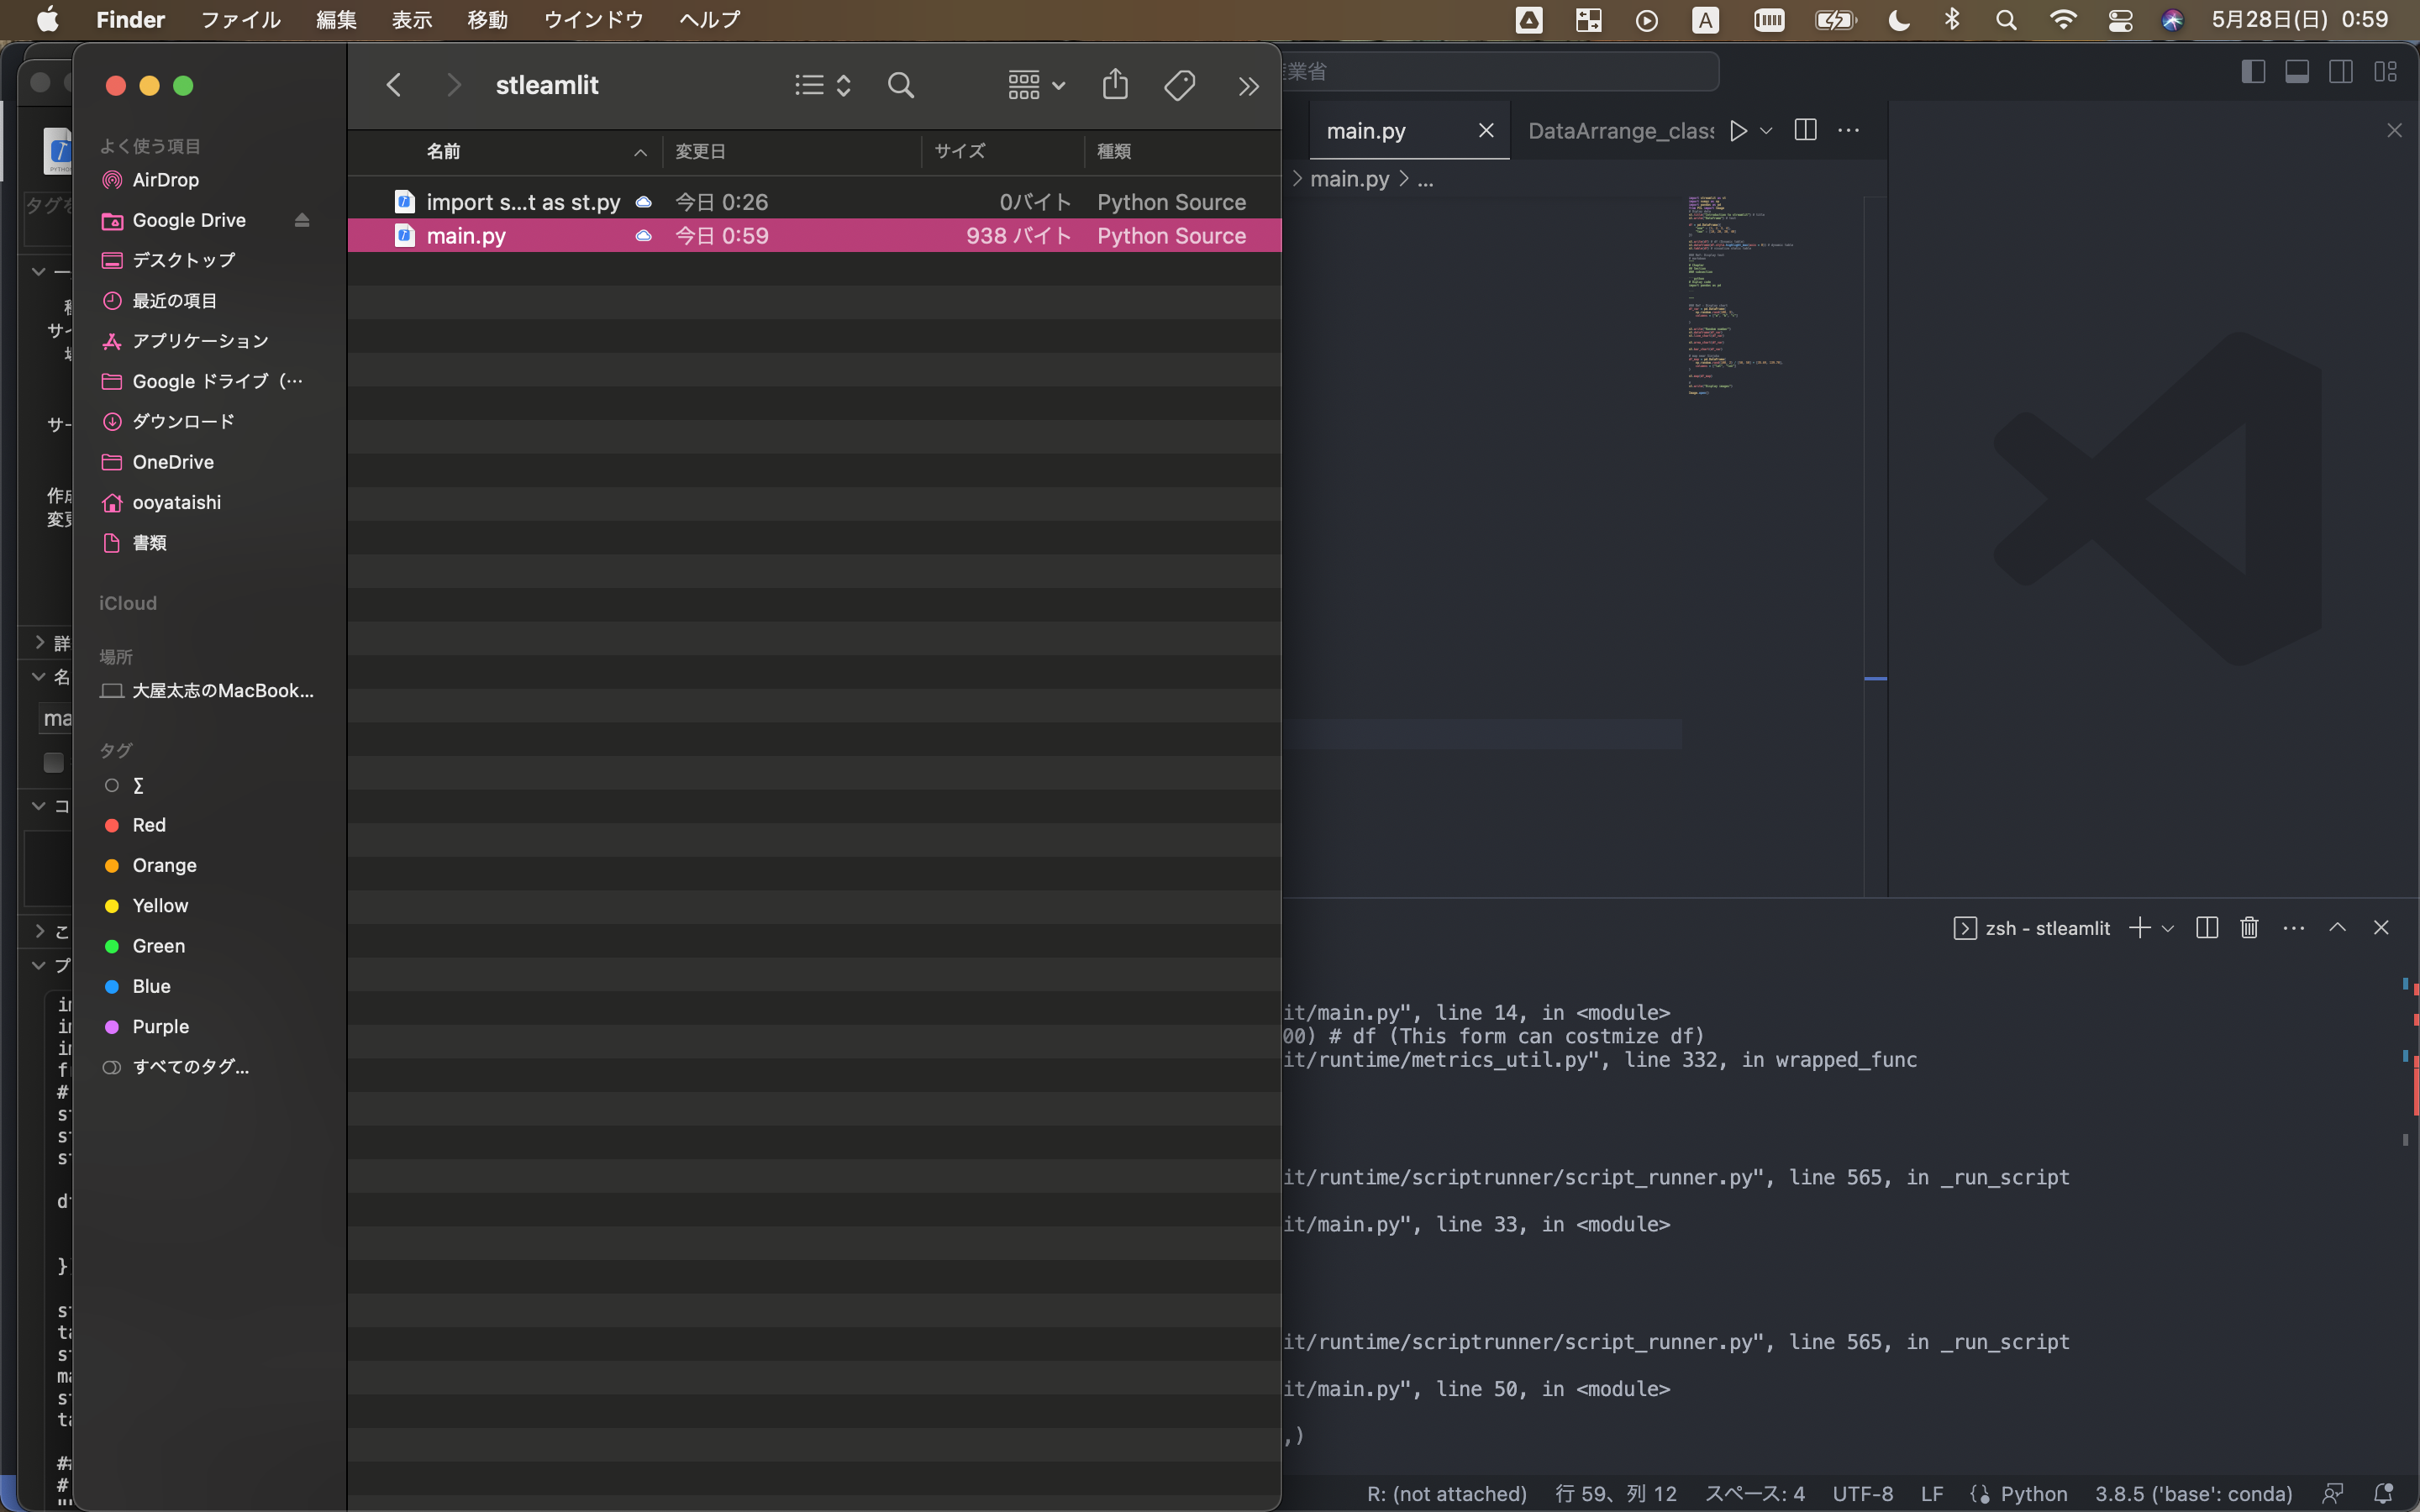 Finder ファイル 編集 表示 移動 ウインドウ ヘルプ
A
5月28日(日) 0:59
stleamlit
よく使う項目
AirDrop
Google Drive
デスクトップ
最近の項目
アプリケーション
Google ドライブ（…
ダウンロード
OneDrive
ooyataishi
書類
iCloud
場所
大屋太志のMacBook...
タグ
∑
Red
Orange
Yellow
Green
Blue
Purple
すべてのタグ...
名前 変更日 サイズ 種類
import s...t as st.py 今日 0:26 0バイト Python Source
main.py 今日 0:59 938 バイト Python Source
産業省
main.py DataArrange_class
main.py > ...
zsh - stleamlit
it/main.py", line 14, in <module>
00) # df (This form can costmize df)
it/runtime/metrics_util.py", line 332, in wrapped_func
it/runtime/scriptrunner/script_runner.py", line 565, in _run_script
it/main.py", line 33, in <module>
it/runtime/scriptrunner/script_runner.py", line 565, in _run_script
it/main.py", line 50, in <module>
,)
R: (not attached) 行 59、列 12 スペース: 4 UTF-8 LF Python 3.8.5 ('base': conda)